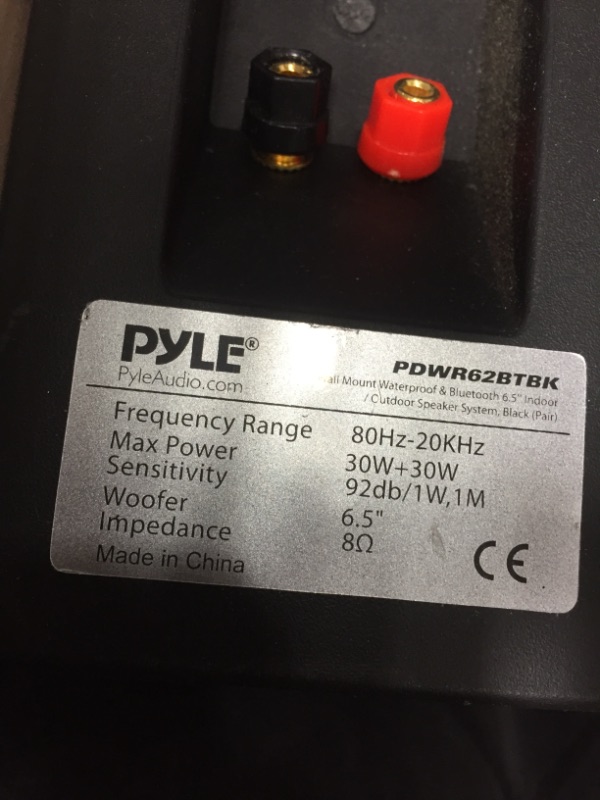 PYLE®
PyleAudio.com
PDWR62BTBK
Mount Waterproof & Bluetooth 6.5" Indoor
/ Outdoor Speaker System, Black (Pair)
Frequency Range 80Hz-20KHz
Max Power 30W+30W
Sensitivity 92db/1W,1M
Woofer 6.5"
Impedance 8Ω
Made in China CE